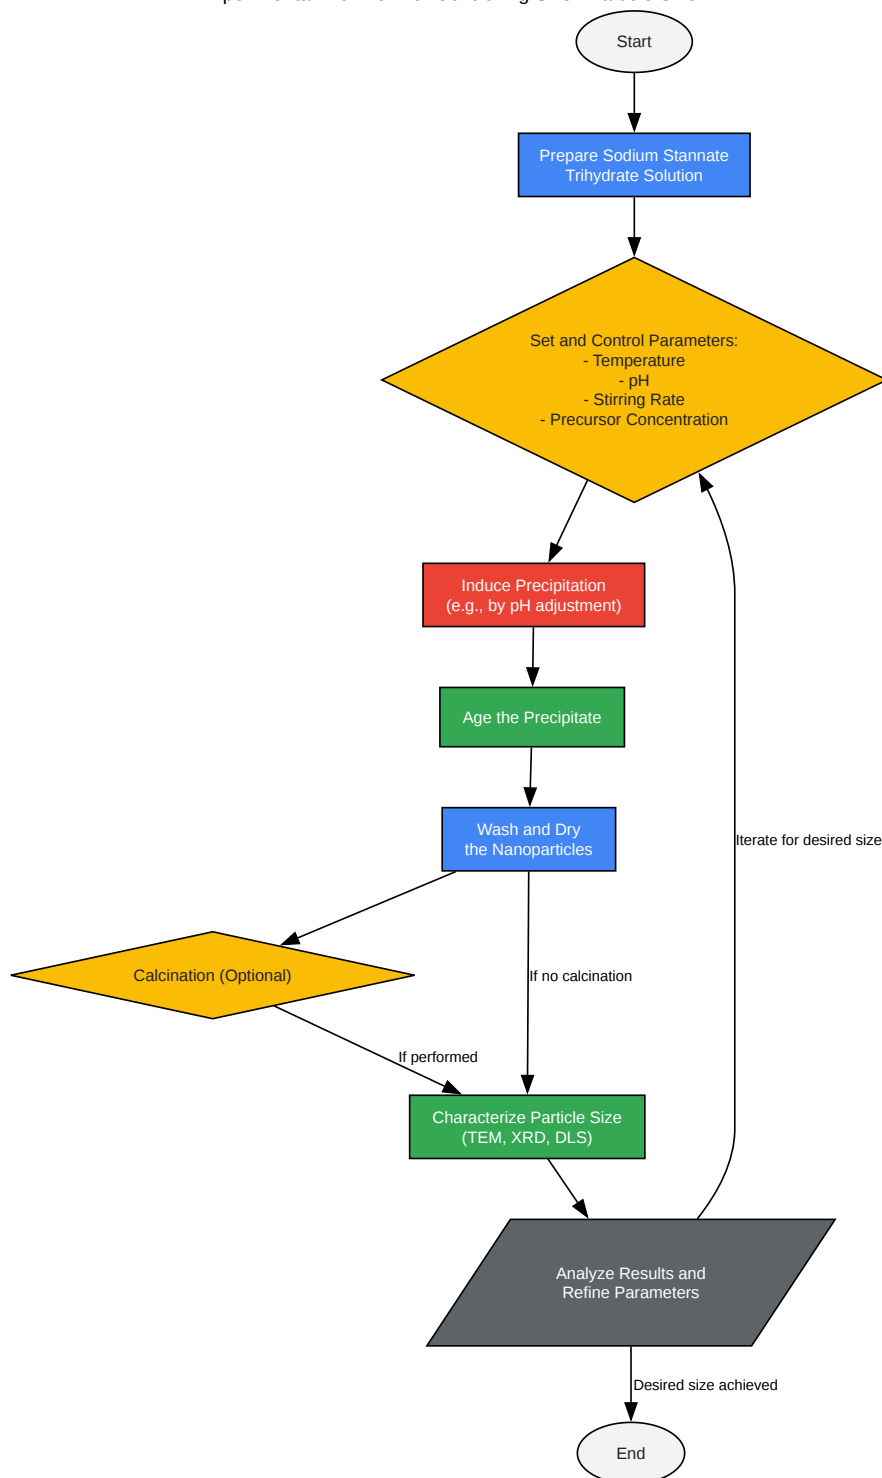 Start
Prepare Sodium Stannate
Trihydrate Solution
Set and Control Parameters:
- Temperature
- pH
- Stirring Rate
- Precursor Concentration
Induce Precipitation
(e.g., by pH adjustment)
Age the Precipitate
Wash and Dry
the Nanoparticles
Iterate for desired size
Calcination (Optional)
If no calcination
If performed
Characterize Particle Size
(TEM, XRD, DLS)
Analyze Results and
Refine Parameters
Desired size achieved
End